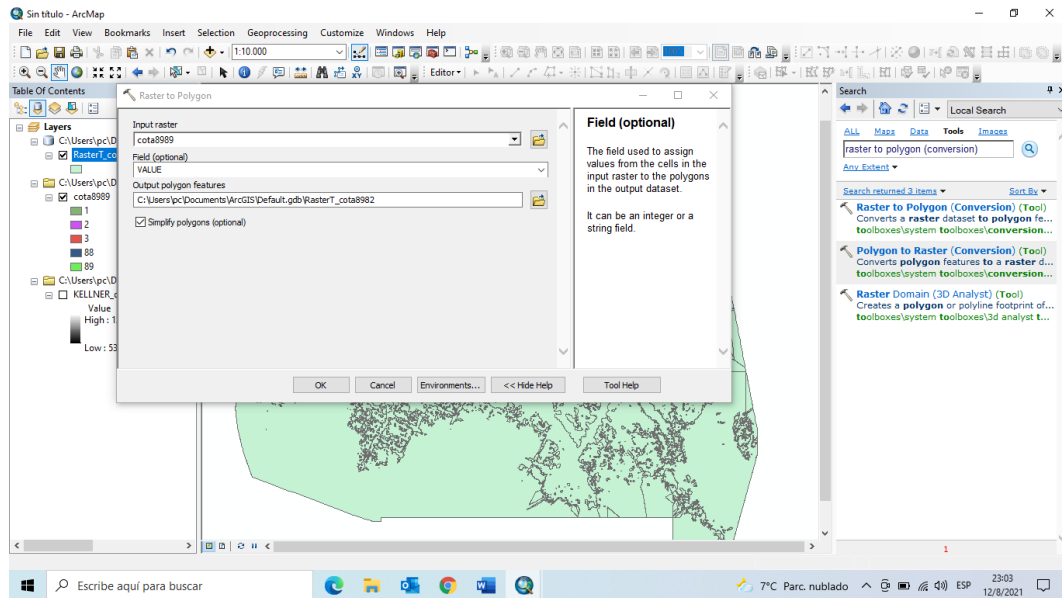 Sin título - ArcMap
File Edit View Bookmarks Insert Selection Geoprocessing Customize Windows Help
1:10.000
Editor
Table Of Contents
Layers
C:\Users\pc\D
RasterT_co
C:\Users\pc\D
cota8989
1
2
3
88
89
C:\Users\pc\D
KELLNER_
Value
High : 1
Low : 53
Raster to Polygon
Input raster
cota8989
Field (optional)
VALUE
Output polygon features
C:\Users\pc\Documents\ArcGIS\Default.gdb\RasterT_cota8982
Simplify polygons (optional)
OK Cancel Environments... << Hide Help Tool Help
Field (optional)
The field used to assign
values from the cells in the
input raster to the polygons
in the output dataset.
It can be an integer or a
string field.
Search
Local Search
ALL Maps Data Tools Images
raster to polygon (conversion)
Any Extent
Search returned 3 items Sort By
Raster to Polygon (Conversion) (Tool)
Converts a raster dataset to polygon fe...
toolboxes\system toolboxes\conversion...
Polygon to Raster (Conversion) (Tool)
Converts polygon features to a raster d...
toolboxes\system toolboxes\conversion...
Raster Domain (3D Analyst) (Tool)
Creates a polygon or polyline footprint of...
toolboxes\system toolboxes\3d analyst t...
1
Escribe aquí para buscar
7°C Parc. nublado
ESP
23:03
12/8/2021